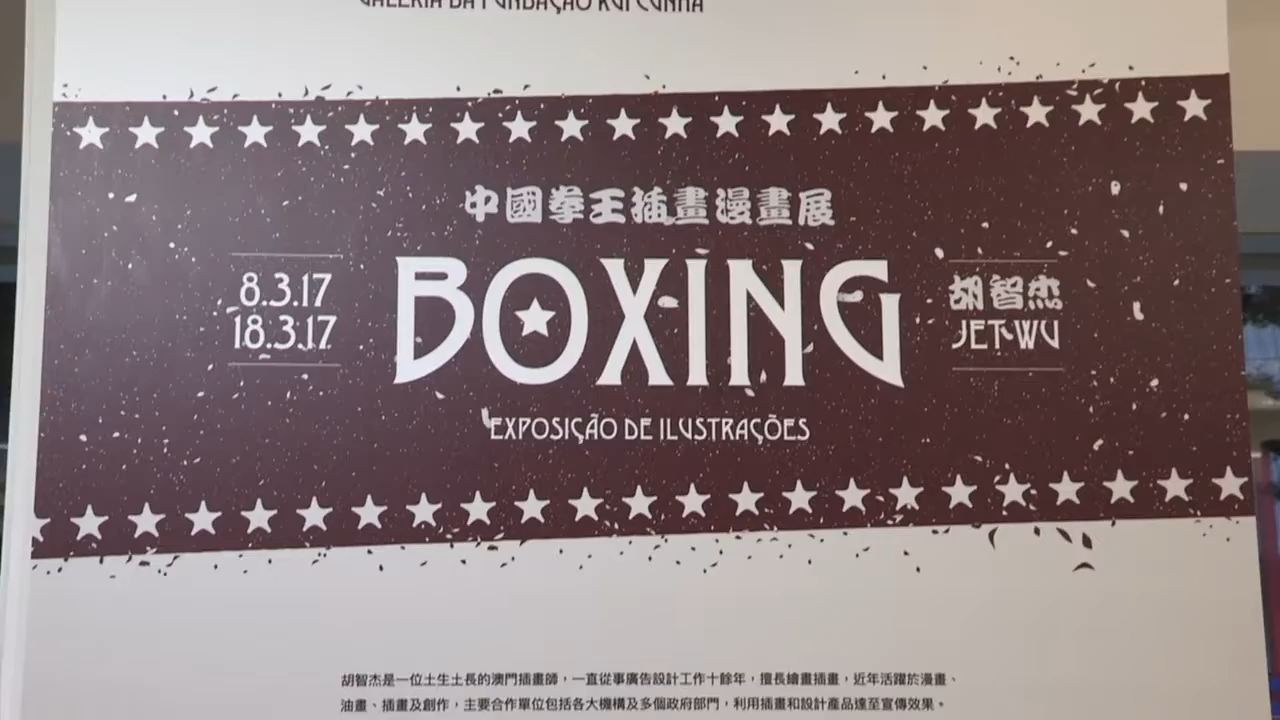 GALERIA DA FUNDAÇÃO RUI CUNHA
中國拳王插畫漫畫展
8.3.17
18.3.17
BOXING
胡智杰
JET·WU
EXPOSIÇÃO DE ILUSTRAÇÕES
胡智杰是一位土生土長的澳門插畫師，一直從事廣告設計工作十餘年，擅長繪畫插畫，近年活躍於漫畫、
油畫、插畫及創作，主要合作單位包括各大機構及多個政府部門，利用插畫和設計產品達至宣傳效果。